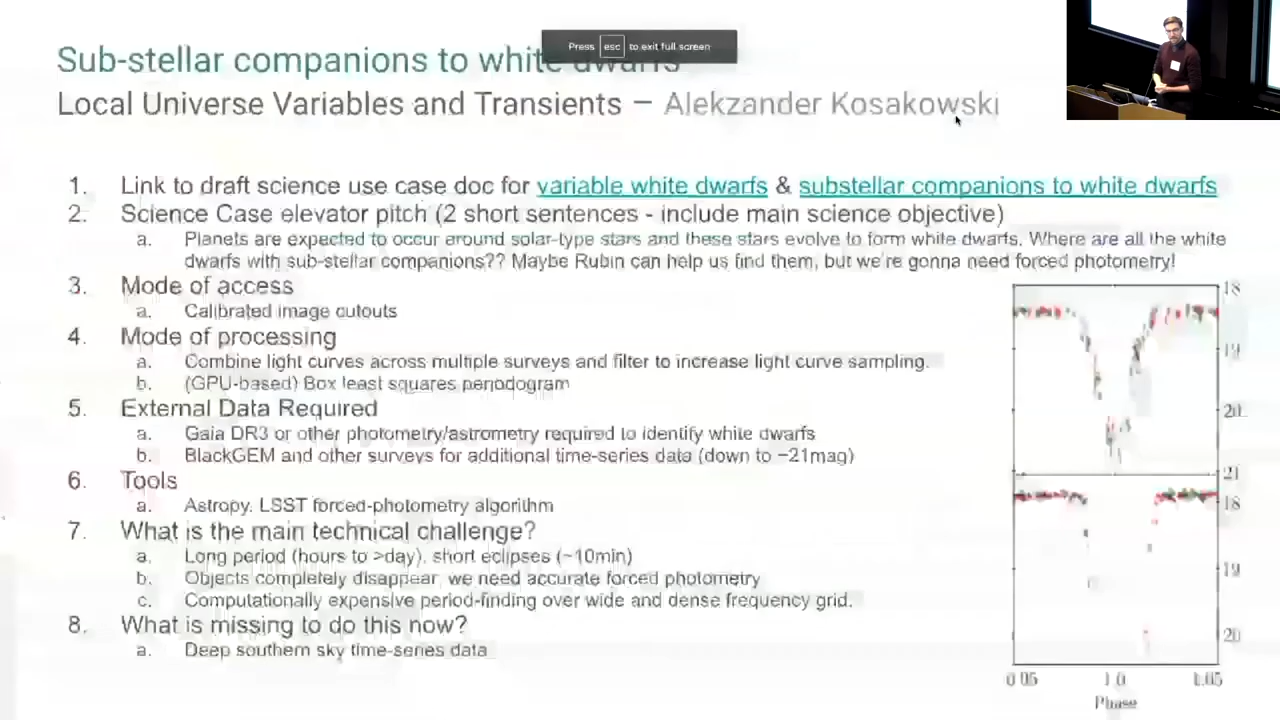 Sub-stellar companions to white dwarfs
Press esc to exit full screen
Local Universe Variables and Transients – Alekzander Kosakowski
1. Link to draft science use case doc for variable white dwarfs & substellar companions to white dwarfs
2. Science Case elevator pitch (2 short sentences - include main science objective)
a. Planets are expected to occur around solar-type stars and these stars evolve to form white dwarfs. Where are all the white
dwarfs with sub-stellar companions?? Maybe Rubin can help us find them, but we're gonna need forced photometry!
3. Mode of access
a. Calibrated image cutouts
4. Mode of processing
a. Combine light curves across multiple surveys and filter to increase light curve sampling.
b. (GPU-based) Box least squares periodogram
5. External Data Required
a. Gaia DR3 or other photometry/astrometry required to identify white dwarfs
b. BlackGEM and other surveys for additional time-series data (down to ~21mag)
6. Tools
a. Astropy, LSST forced-photometry algorithm
7. What is the main technical challenge?
a. Long period (hours to >day), short eclipses (~10min)
b. Objects completely disappear, we need accurate forced photometry
c. Computationally expensive period-finding over wide and dense frequency grid.
8. What is missing to do this now?
a. Deep southern sky time-series data
18
19
20
21
18
19
20
1.0 1.05
Phase